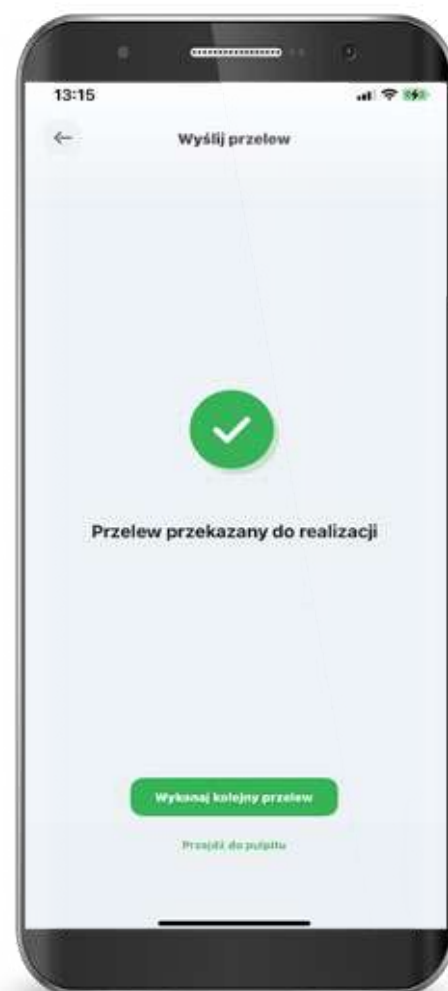 13:15
Wyślij przelew
Przelew przekazany do realizacji
Wykonaj kolejny przelew
Przejdź do pulpitu